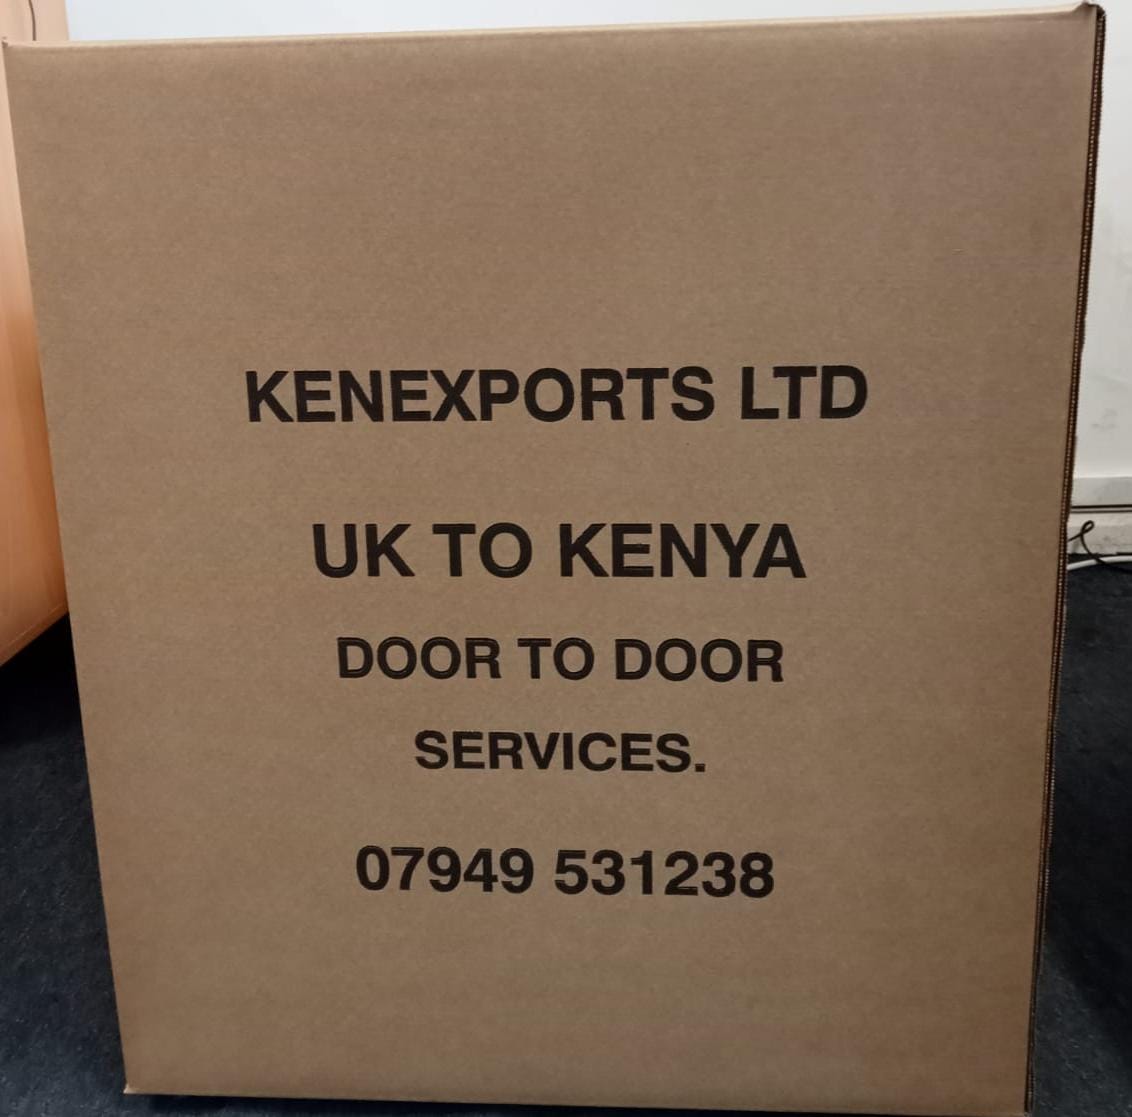 KENEXPORTS LTD
UK TO KENYA
DOOR TO DOOR
SERVICES.
07949 531238